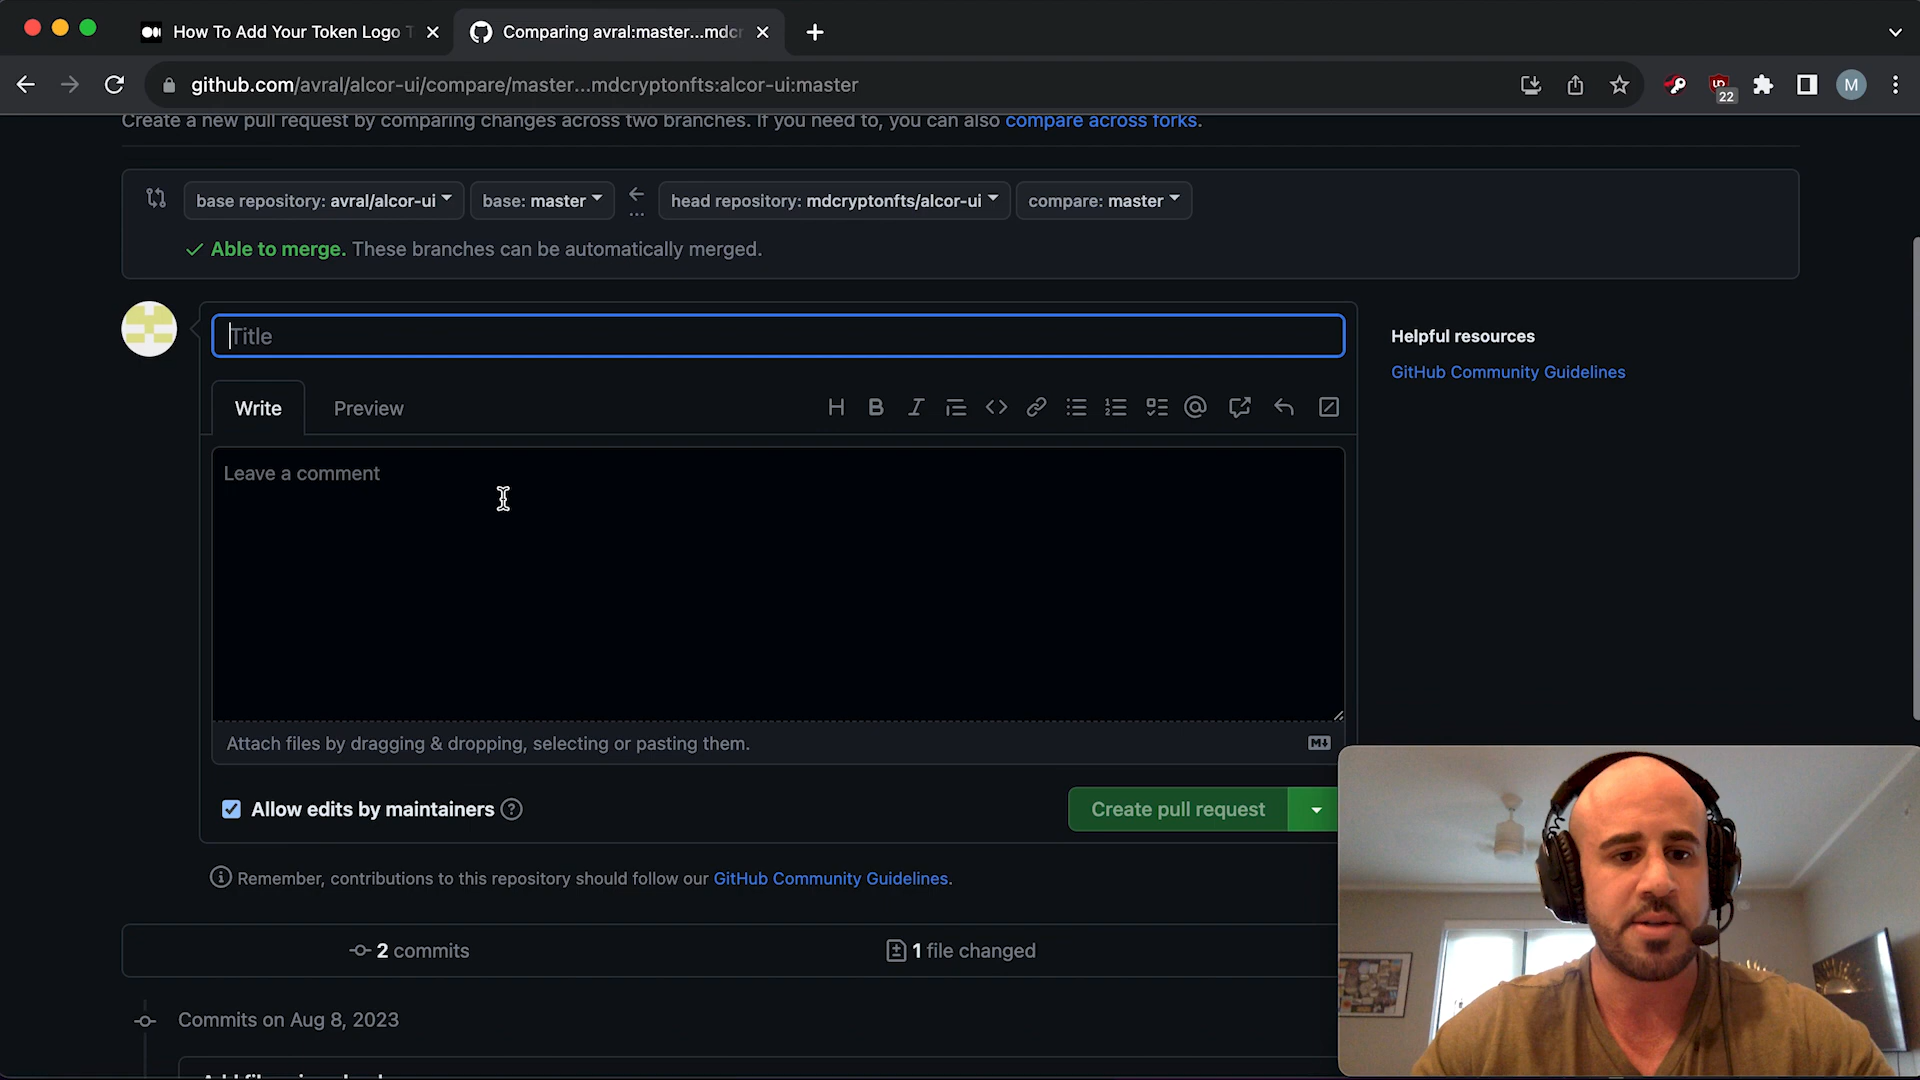 How To Add Your Token Logo T
Comparing avral:master...mdcr
github.com/avral/alcor-ui/compare/master...mdcryptonfts:alcor-ui:master
22
M
Create a new pull request by comparing changes across two branches. If you need to, you can also compare across forks.
base repository: avral/alcor-ui
base: master
head repository: mdcryptonfts/alcor-ui
compare: master
Able to merge. These branches can be automatically merged.
Title
Helpful resources
GitHub Community Guidelines
Write
Preview
Leave a comment
Attach files by dragging & dropping, selecting or pasting them.
Allow edits by maintainers
Create pull request
Remember, contributions to this repository should follow our GitHub Community Guidelines.
2 commits
1 file changed
Commits on Aug 8, 2023